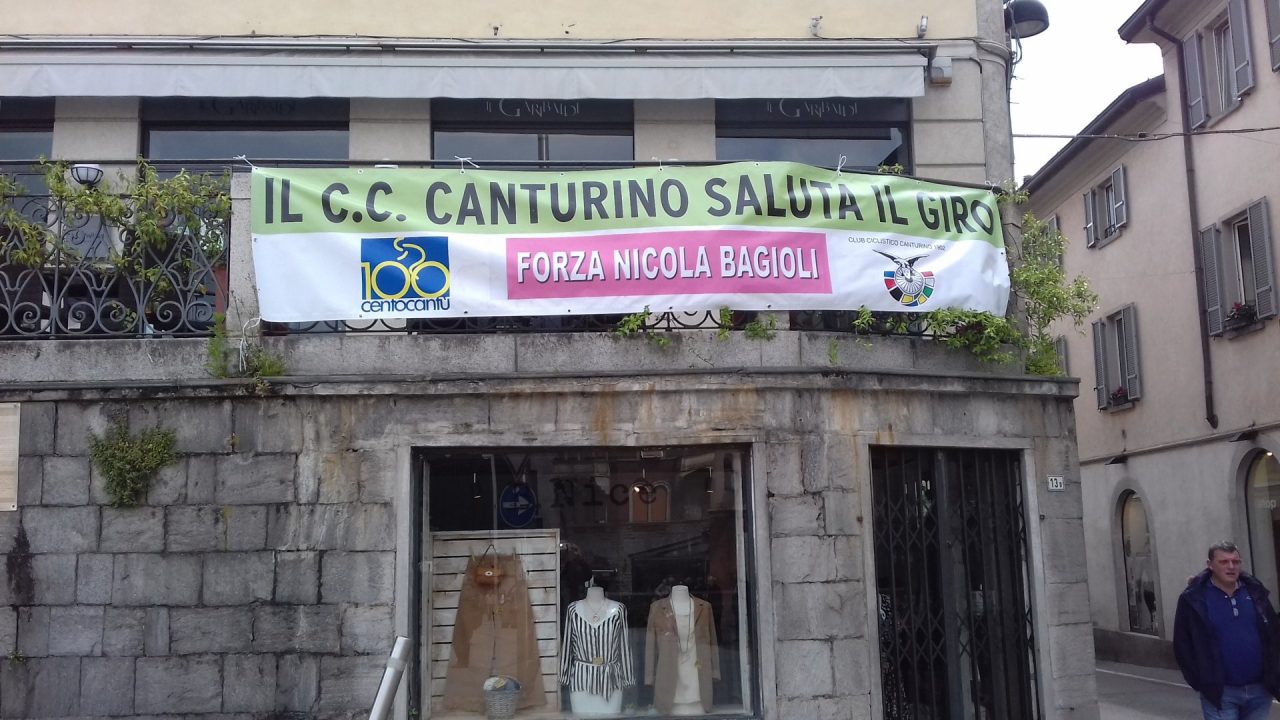 IL GARIBALDI
IL GARIBALDI
IL GARIBALDI
IL C.C. CANTURINO SALUTA IL GIRO
100
centocantù
FORZA NICOLA BAGIOLI
CLUB CICLISTICO CANTURINO 1902
Nice
13